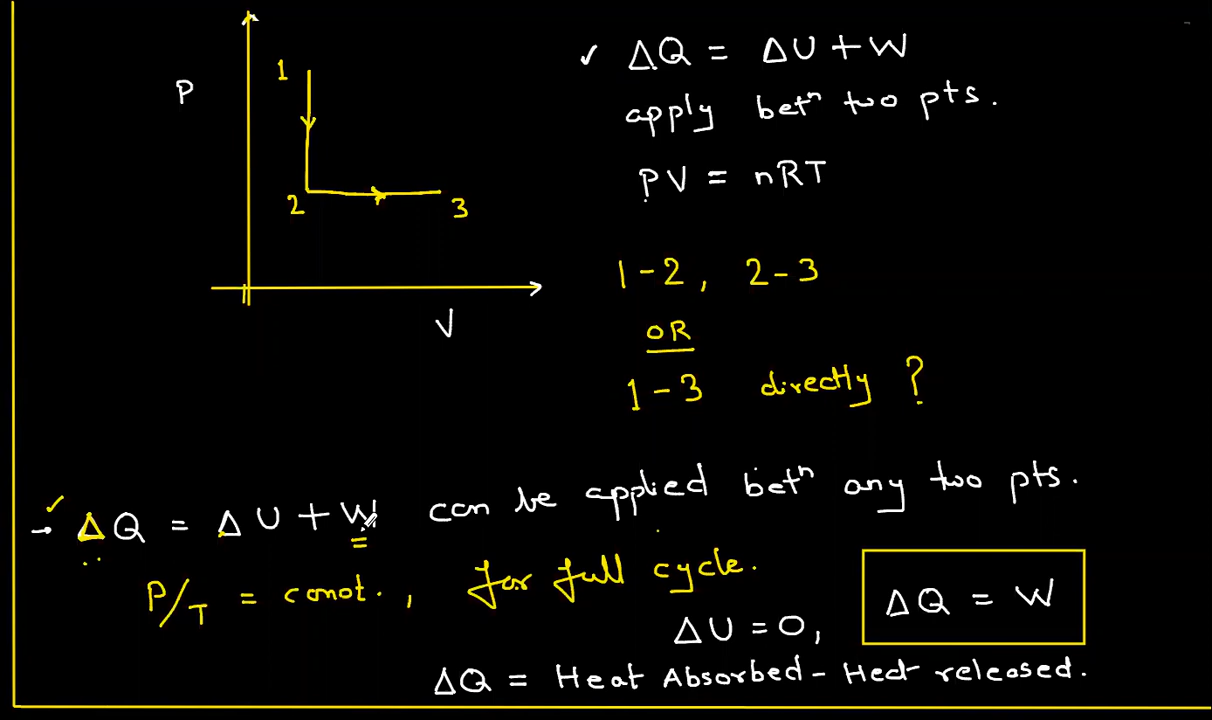 P
1
2
3
V
✓ ΔQ = ΔU + W
apply betⁿ two pts.
PV = nRT
1-2, 2-3
OR
1-3 directly ?
✓
→ ΔQ = ΔU + W can be applied betⁿ any two pts.
P/T = const., for full cycle.
ΔU = 0,
ΔQ = W
ΔQ = Heat Absorbed - Heat released.